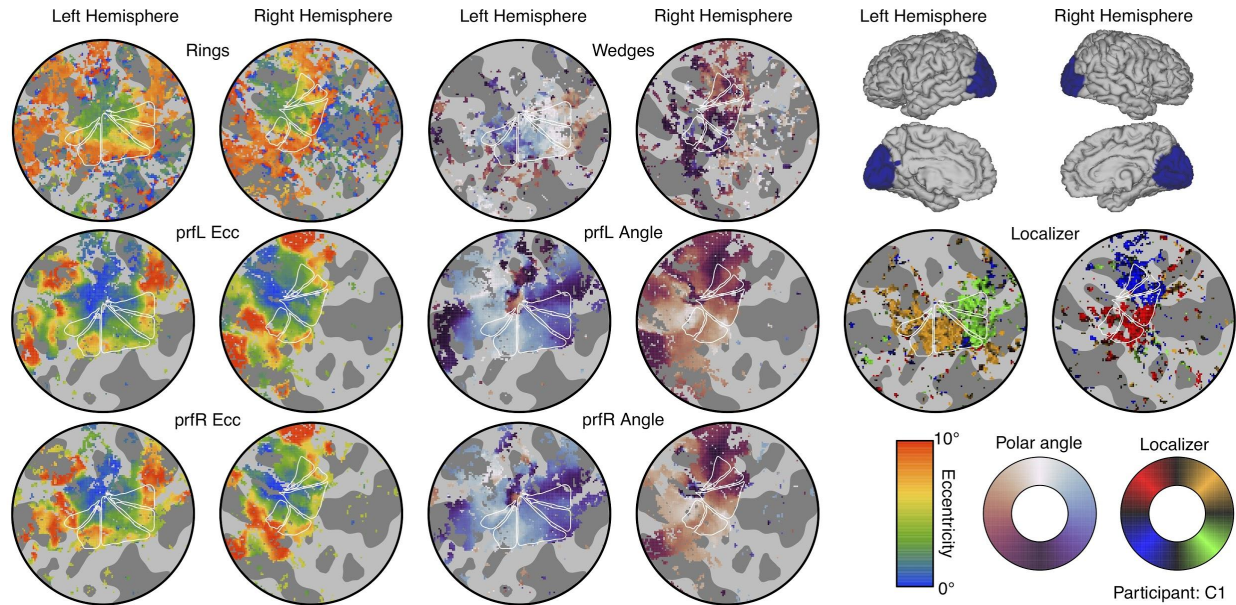 Left Hemisphere
Right Hemisphere
Left Hemisphere
Right Hemisphere
Left Hemisphere
Right Hemisphere
Rings
Wedges
prfL Ecc
prfL Angle
Localizer
prfR Ecc
prfR Angle
10°
Eccentricity
0°
Polar angle
Localizer
Participant: C1